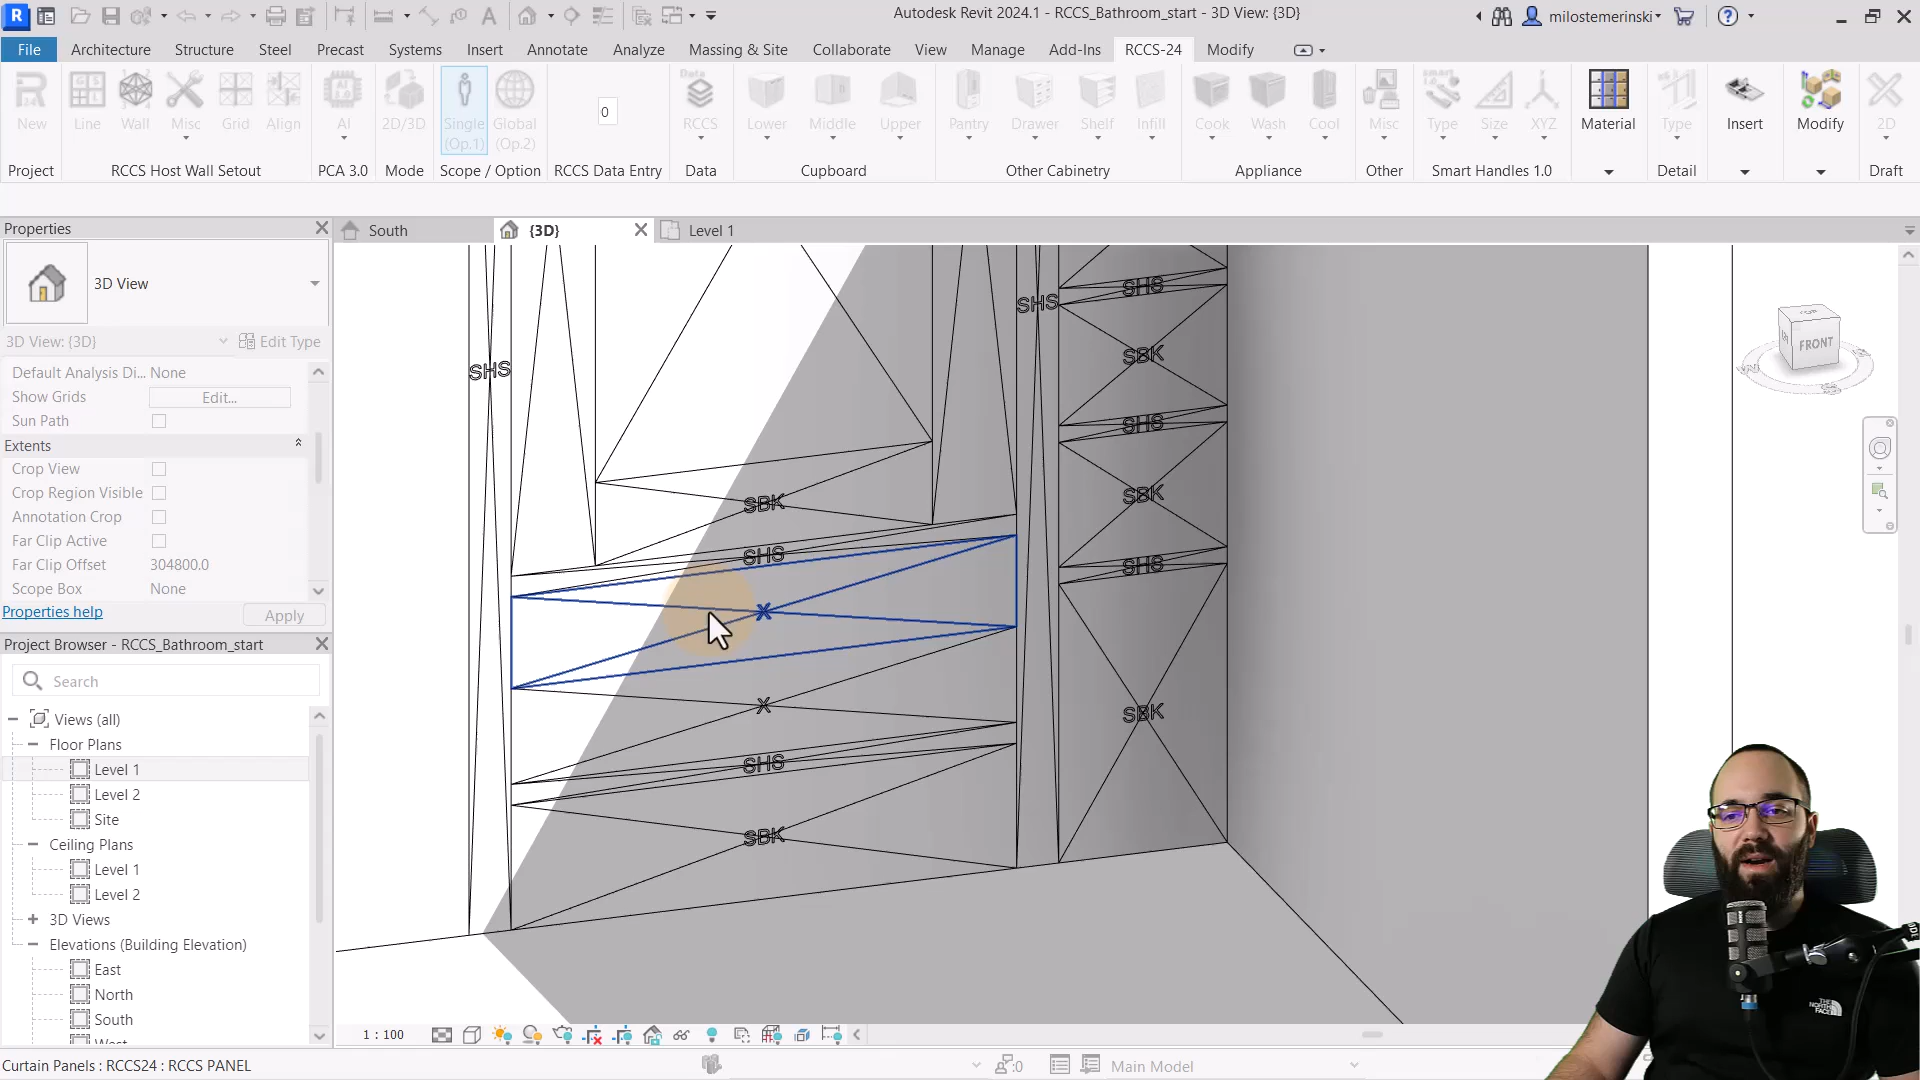 R
Autodesk Revit 2024.1 - RCCS_Bathroom_start - 3D View: {3D}
milostemerinski
File
Architecture
Structure
Steel
Precast
Systems
Insert
Annotate
Analyze
Massing & Site
Collaborate
View
Manage
Add-Ins
RCCS-24
Modify
New
Line
Wall
Misc
Grid
Align
AI
2D/3D
Single
(Op.1)
Global
(Op.2)
0
RCCS
Lower
Middle
Upper
Pantry
Drawer
Shelf
Infill
Cook
Wash
Cool
Misc
Type
Size
XYZ
Material
Type
Insert
Modify
2D
Project
RCCS Host Wall Setout
PCA 3.0
Mode
Scope / Option
RCCS Data Entry
Data
Cupboard
Other Cabinetry
Appliance
Other
Smart Handles 1.0
Detail
Draft
Properties
South
{3D}
Level 1
3D View
3D View: {3D}
Edit Type
Default Analysis Di... None
Show Grids
Edit...
Sun Path
Extents
Crop View
Crop Region Visible
Annotation Crop
Far Clip Active
Far Clip Offset 304800.0
Scope Box None
Properties help
Apply
Project Browser - RCCS_Bathroom_start
Search
Views (all)
Floor Plans
Level 1
Level 2
Site
Ceiling Plans
Level 1
Level 2
3D Views
Elevations (Building Elevation)
East
North
South
SHS
SHS
SHS
SBK
SHS
SBK
SHS
SBK
SHS
X
X
SHS
SBK
SBK
FRONT
THE
NORTH
FACE
1 : 100
Curtain Panels : RCCS24 : RCCS PANEL
:0
Main Model